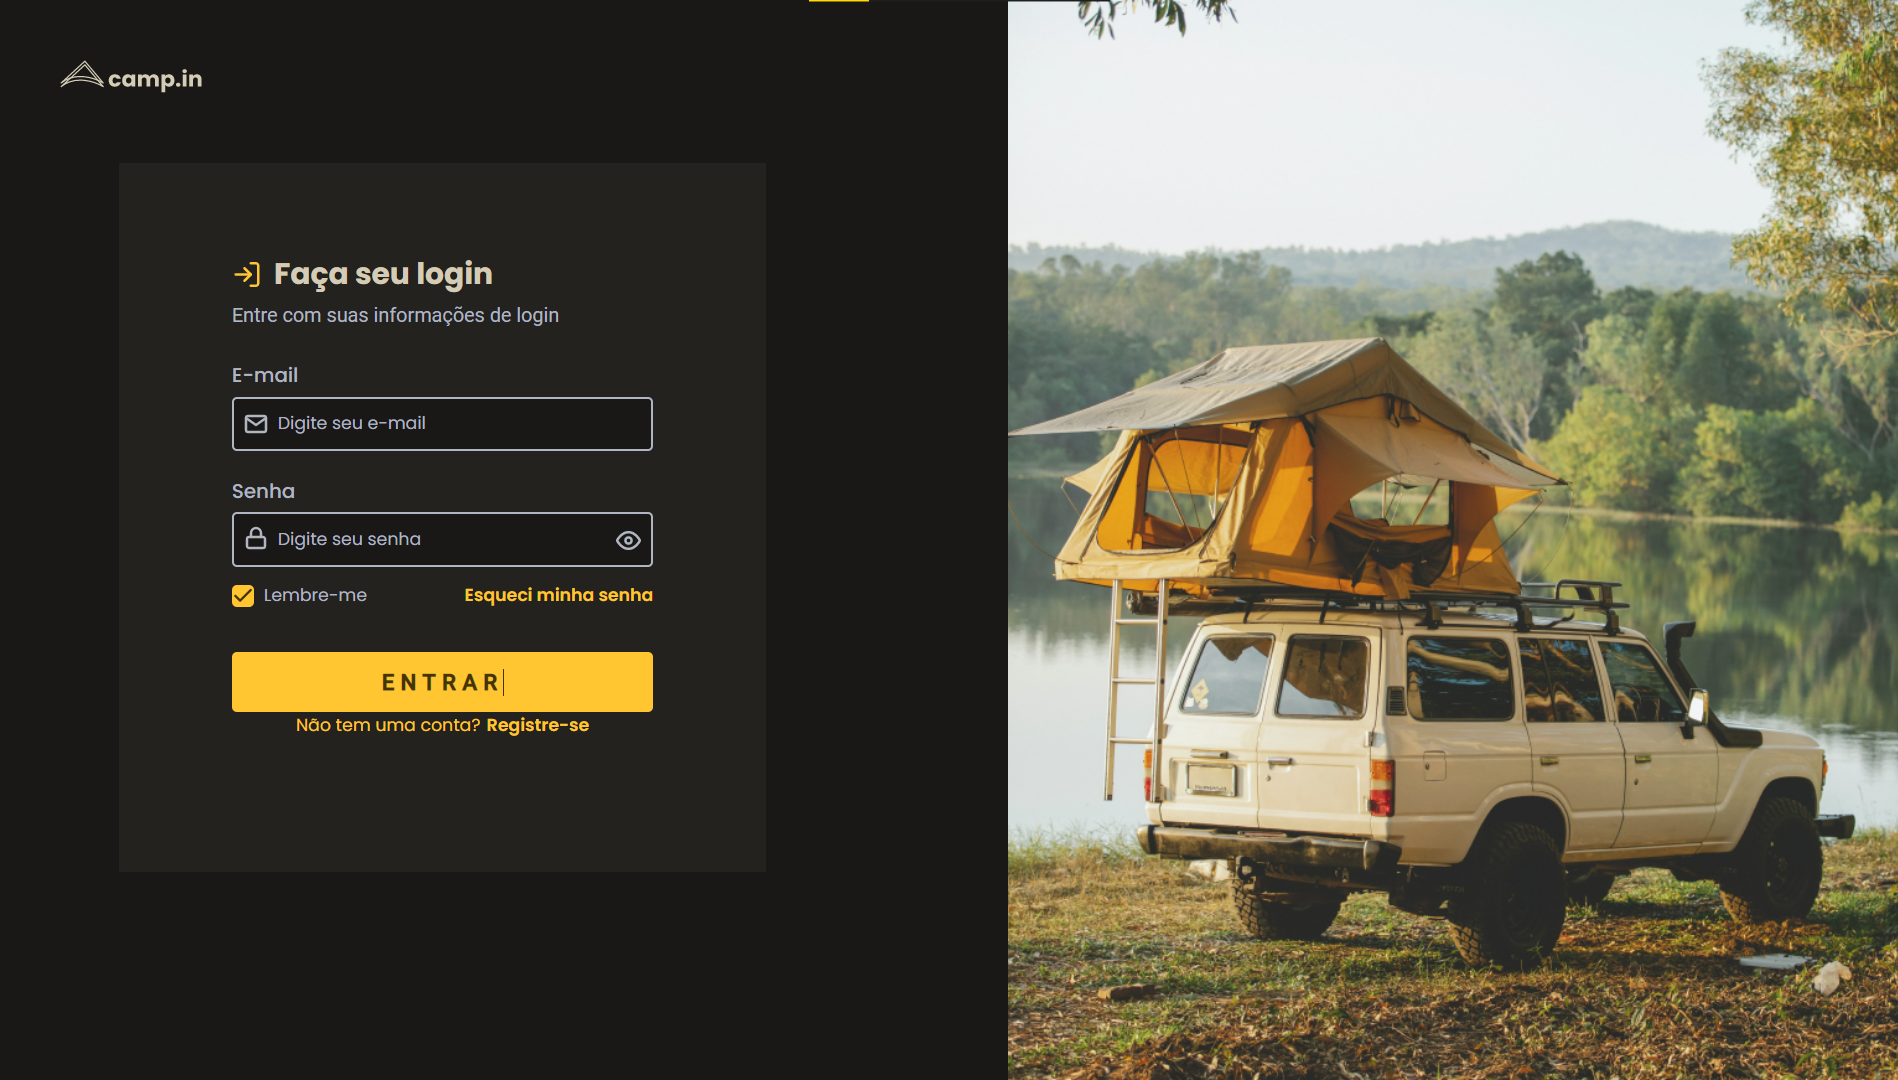 camp.in
Faça seu login
Entre com suas informações de login
E-mail
Digite seu e-mail
Senha
Digite seu senha
Lembre-me
Esqueci minha senha
ENTRAR
Não tem uma conta? Registre-se